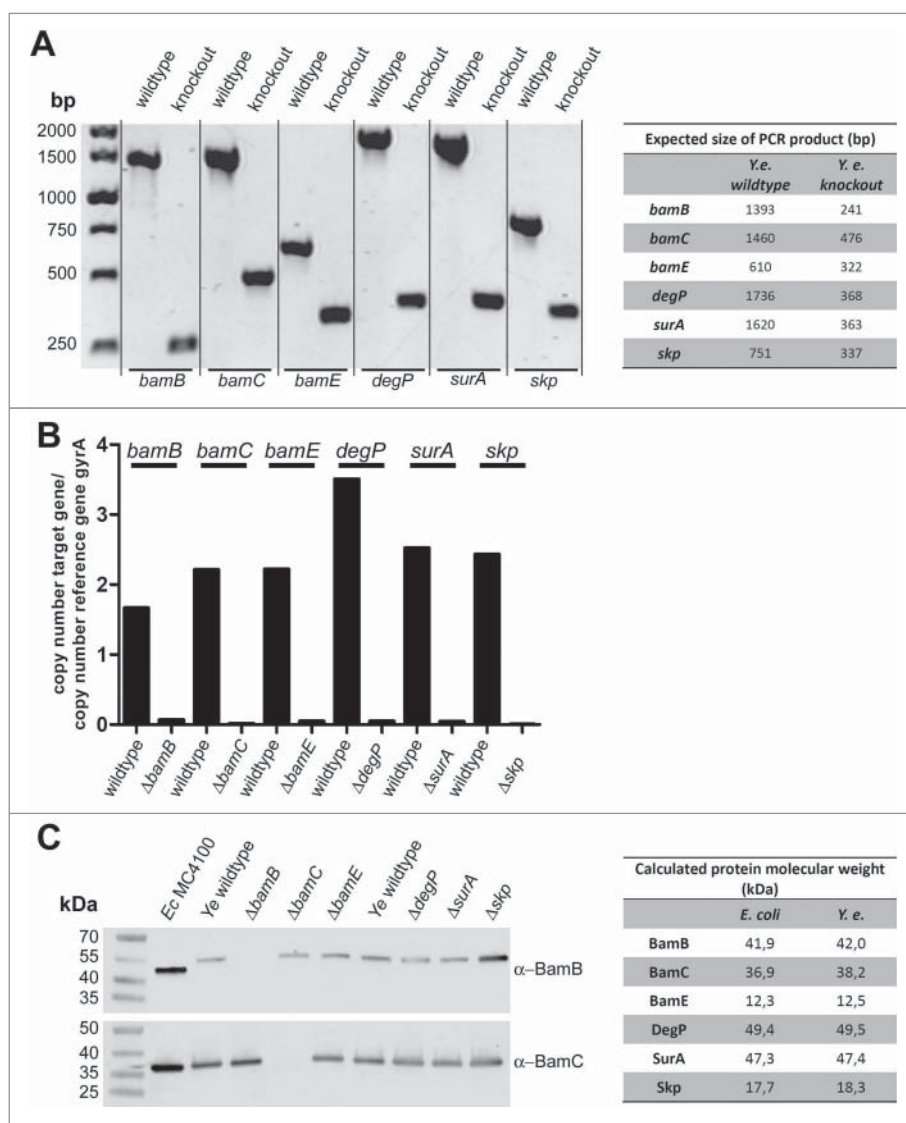 A
wildtype knockout wildtype knockout wildtype knockout wildtype knockout wildtype knockout wildtype knockout
bp
2000
1500
1000
750
500
250
bamB bamC bamE degP surA skp
Expected size of PCR product (bp)
Y.e. wildtype Y. e. knockout
bamB 1393 241
bamC 1460 476
bamE 610 322
degP 1736 368
surA 1620 363
skp 751 337
B
copy number target gene/
copy number reference gene gyrA
4
3
2
1
0
bamB bamC bamE degP surA skp
wildtype ΔbamB wildtype ΔbamC wildtype ΔbamE wildtype ΔdegP wildtype ΔsurA wildtype Δskp
C
kDa
Ec MC4100 Ye wildtype ΔbamB ΔbamC ΔbamE Ye wildtype ΔdegP ΔsurA Δskp
70
55
40
35
α–BamB
50
40
35
25
α–BamC
Calculated protein molecular weight
(kDa)
E. coli Y. e.
BamB 41,9 42,0
BamC 36,9 38,2
BamE 12,3 12,5
DegP 49,4 49,5
SurA 47,3 47,4
Skp 17,7 18,3